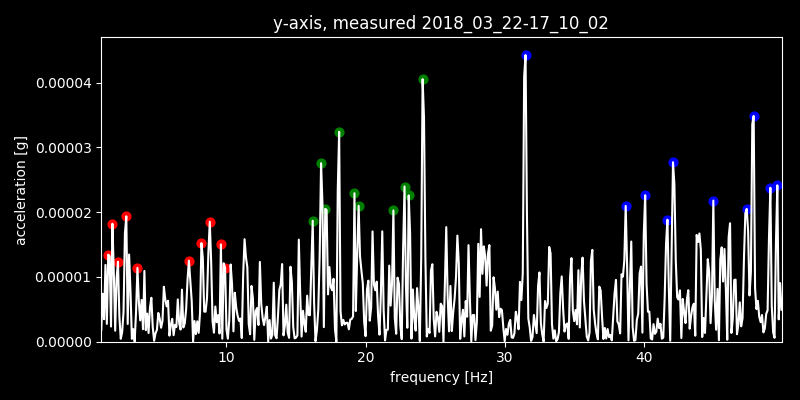 y-axis, measured 2018_03_22-17_10_02
acceleration [g]
0.00004
0.00003
0.00002
0.00001
0.00000
10 20 30 40
frequency [Hz]